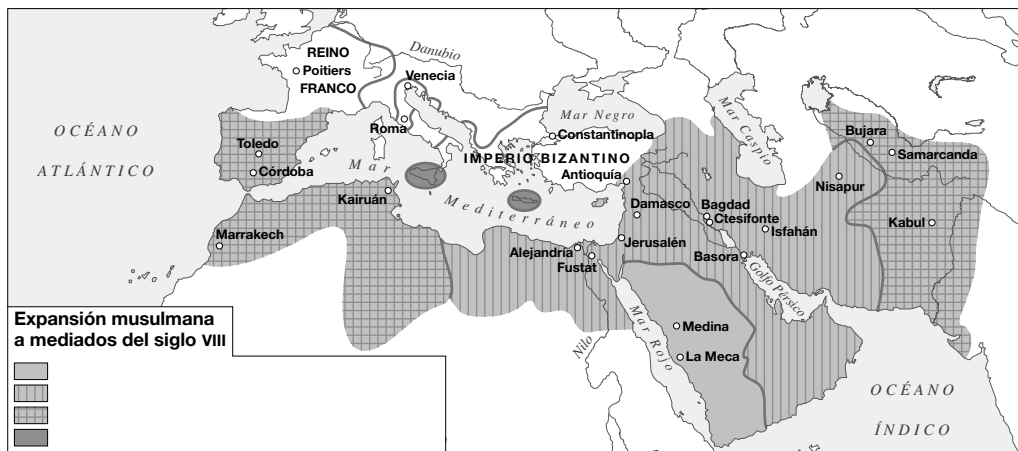 REINO
Poitiers
FRANCO
Danubio
Venecia
Roma
Mar Negro
Constantinopla
IMPERIO BIZANTINO
Antioquía
Mar Caspio
Bujara
Samarcanda
Nisapur
Kabul
OCÉANO
ATLÁNTICO
Toledo
Córdoba
Mar
Mediterráneo
Kairuán
Marrakech
Damasco
Bagdad
Ctesifonte
Isfahán
Jerusalén
Alejandría
Fustat
Basora
Golfo Pérsico
Nilo
Mar Rojo
Medina
La Meca
OCÉANO
ÍNDICO
Expansión musulmana
a mediados del siglo VIII